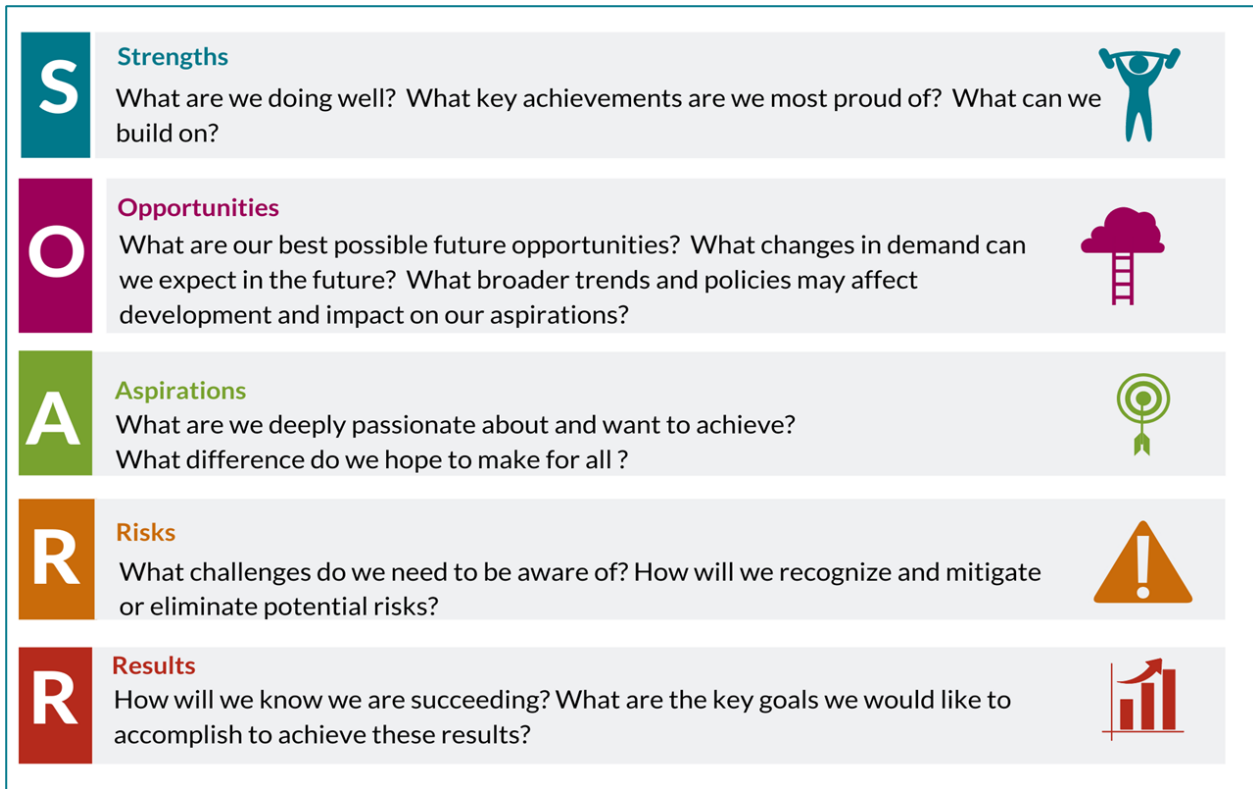 S
Strengths
What are we doing well? What key achievements are we most proud of? What can we
build on?
O
Opportunities
What are our best possible future opportunities? What changes in demand can
we expect in the future? What broader trends and policies may affect
development and impact on our aspirations?
A
Aspirations
What are we deeply passionate about and want to achieve?
What difference do we hope to make for all ?
R
Risks
What challenges do we need to be aware of? How will we recognize and mitigate
or eliminate potential risks?
R
Results
How will we know we are succeeding? What are the key goals we would like to
accomplish to achieve these results?